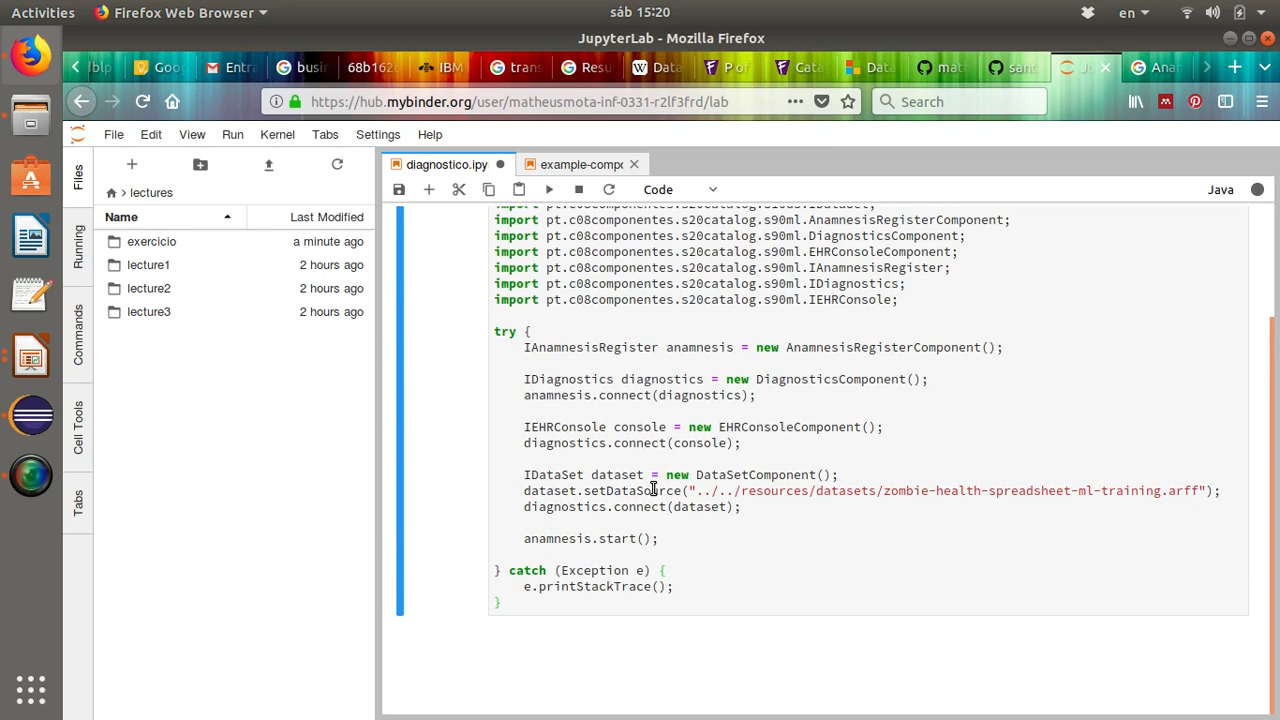 Activities Firefox Web Browser sáb 15:20 en
JupyterLab - Mozilla Firefox
lblp Goo Entra busin 68b162 IBM trans Resu Data P of Cata Data mat sant Ju Anar
https://hub.mybinder.org/user/matheusmota-inf-0331-r2lf3frd/lab Search
File Edit View Run Kernel Tabs Settings Help
Files
Running
Commands
Cell Tools
Tabs
lectures
Name Last Modified
exercicio a minute ago
lecture1 2 hours ago
lecture2 2 hours ago
lecture3 2 hours ago
diagnostico.ipy example-compo
Code Java
import pt.c08componentes.s20catalog.s90ml.AnamnesisRegisterComponent;
import pt.c08componentes.s20catalog.s90ml.DiagnosticsComponent;
import pt.c08componentes.s20catalog.s90ml.EHRConsoleComponent;
import pt.c08componentes.s20catalog.s90ml.IAnamnesisRegister;
import pt.c08componentes.s20catalog.s90ml.IDiagnostics;
import pt.c08componentes.s20catalog.s90ml.IEHRConsole;
try {
IAnamnesisRegister anamnesis = new AnamnesisRegisterComponent();
IDiagnostics diagnostics = new DiagnosticsComponent();
anamnesis.connect(diagnostics);
IEHRConsole console = new EHRConsoleComponent();
diagnostics.connect(console);
IDataSet dataset = new DataSetComponent();
dataset.setDataSource("../../resources/datasets/zombie-health-spreadsheet-ml-training.arff");
diagnostics.connect(dataset);
anamnesis.start();
} catch (Exception e) {
e.printStackTrace();
}